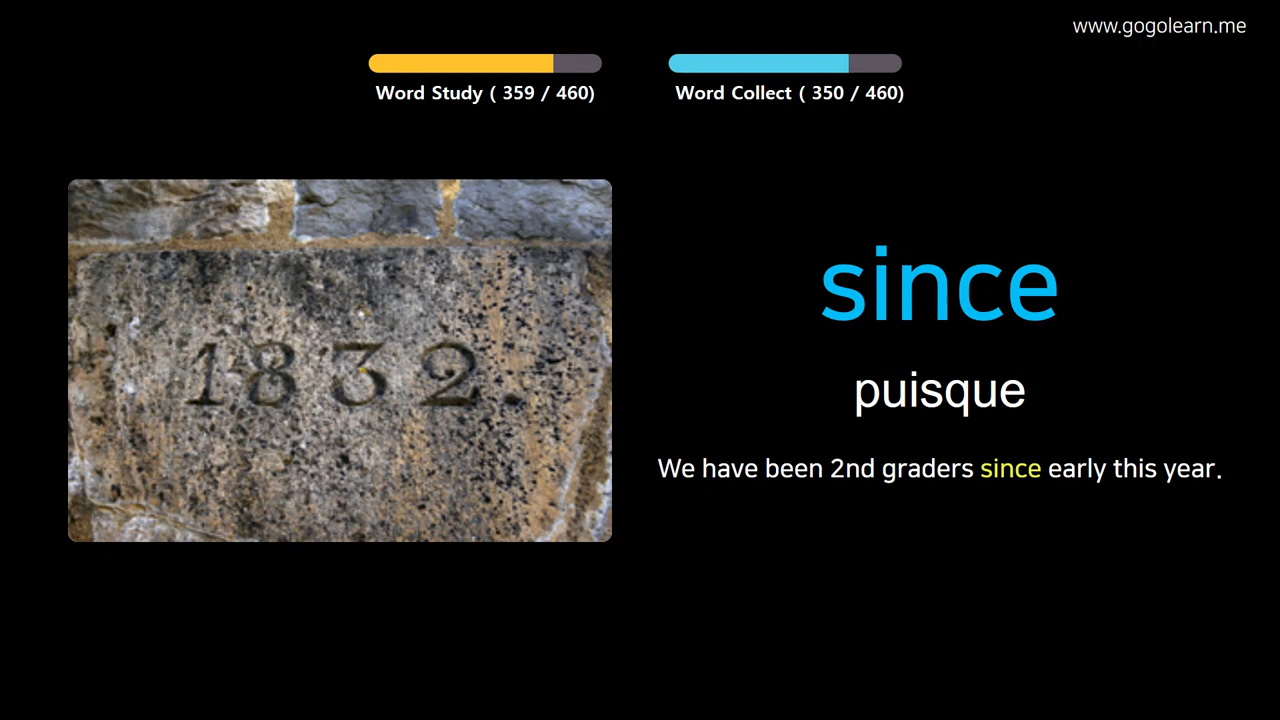 www.gogolearn.me
Word Study ( 359 / 460)
Word Collect ( 350 / 460)
1832.
since
puisque
We have been 2nd graders since early this year.